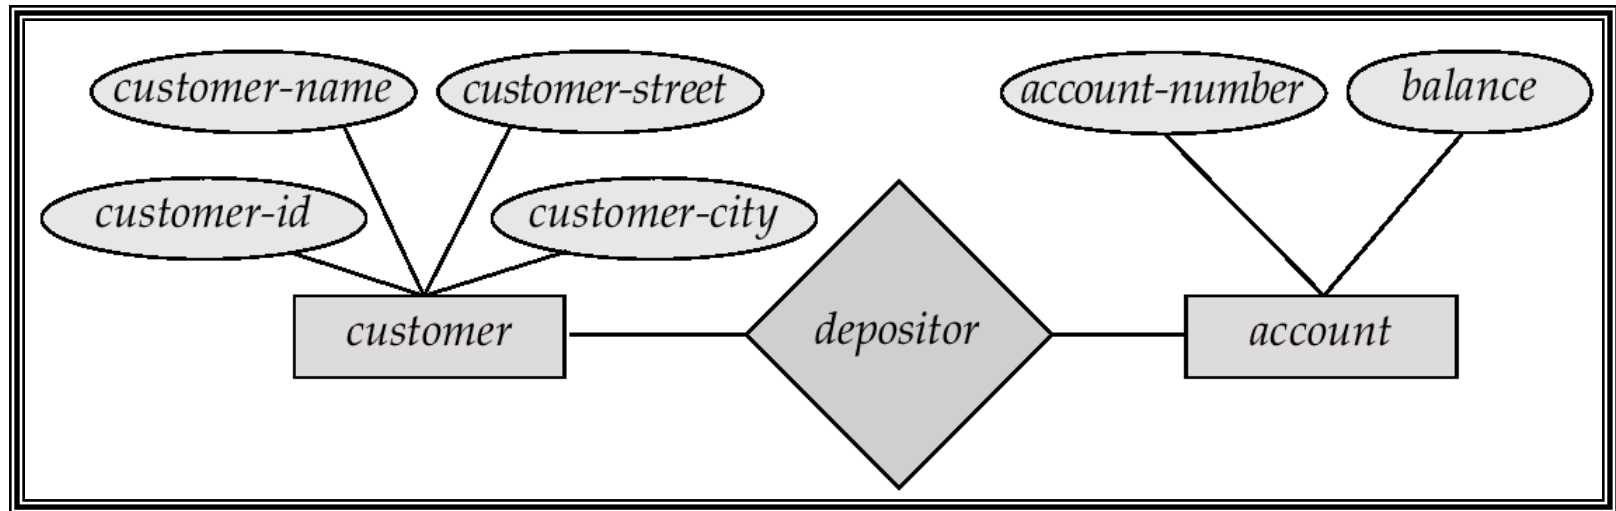 customer-name
customer-street
account-number
balance
customer-id
customer-city
customer
depositor
account